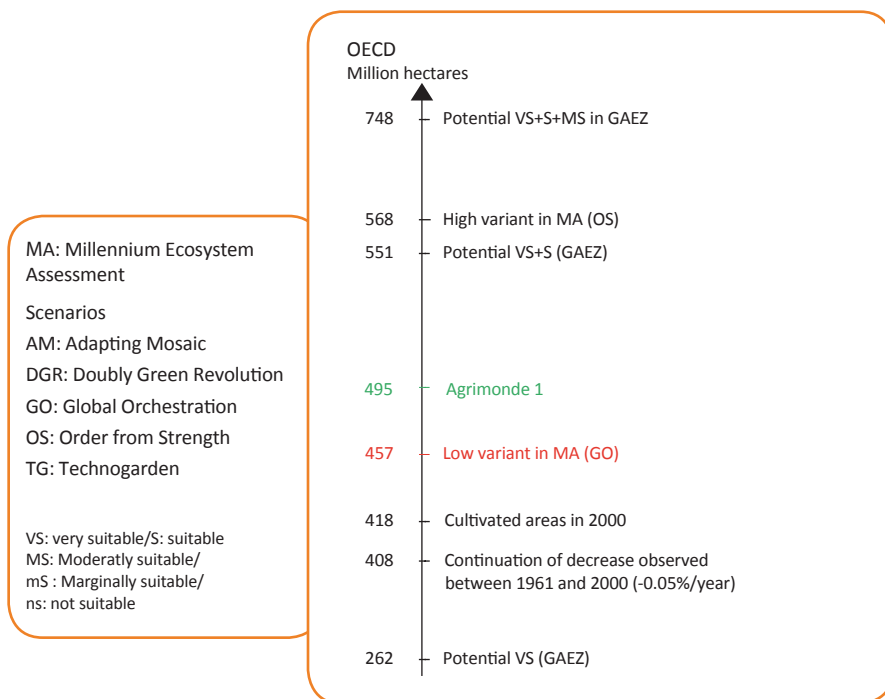 MA: Millennium Ecosystem
Assessment
Scenarios
AM: Adapting Mosaic
DGR: Doubly Green Revolution
GO: Global Orchestration
OS: Order from Strength
TG: Technogarden
VS: very suitable/S: suitable
MS: Moderatly suitable/
mS : Marginally suitable/
ns: not suitable
OECD
Million hectares
748 Potential VS+S+MS in GAEZ
568 High variant in MA (OS)
551 Potential VS+S (GAEZ)
495 Agrimonde 1
457 Low variant in MA (GO)
418 Cultivated areas in 2000
408 Continuation of decrease observed
between 1961 and 2000 (-0.05%/year)
262 Potential VS (GAEZ)